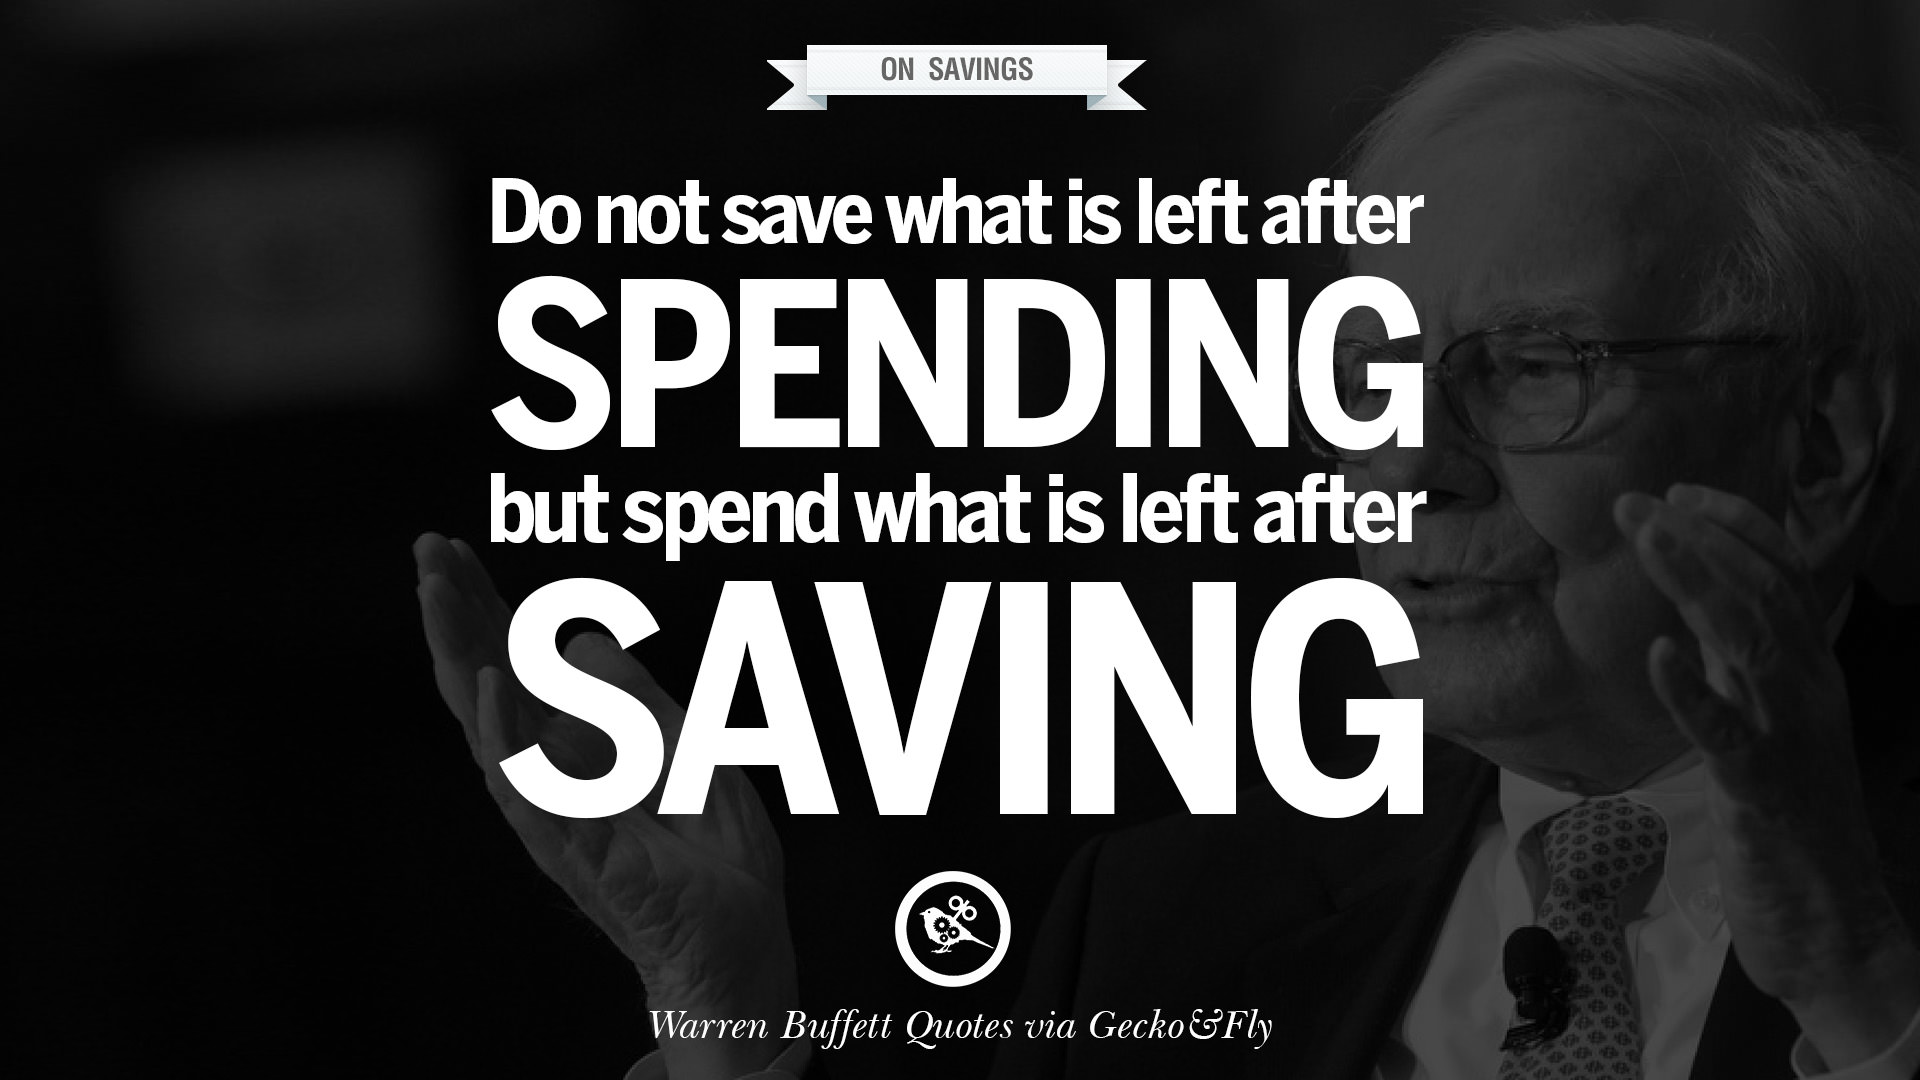 ON SAVINGS
Do not save what is left after
SPENDING
but spend what is left after
SAVING
Warren Buffett Quotes via Gecko&Fly